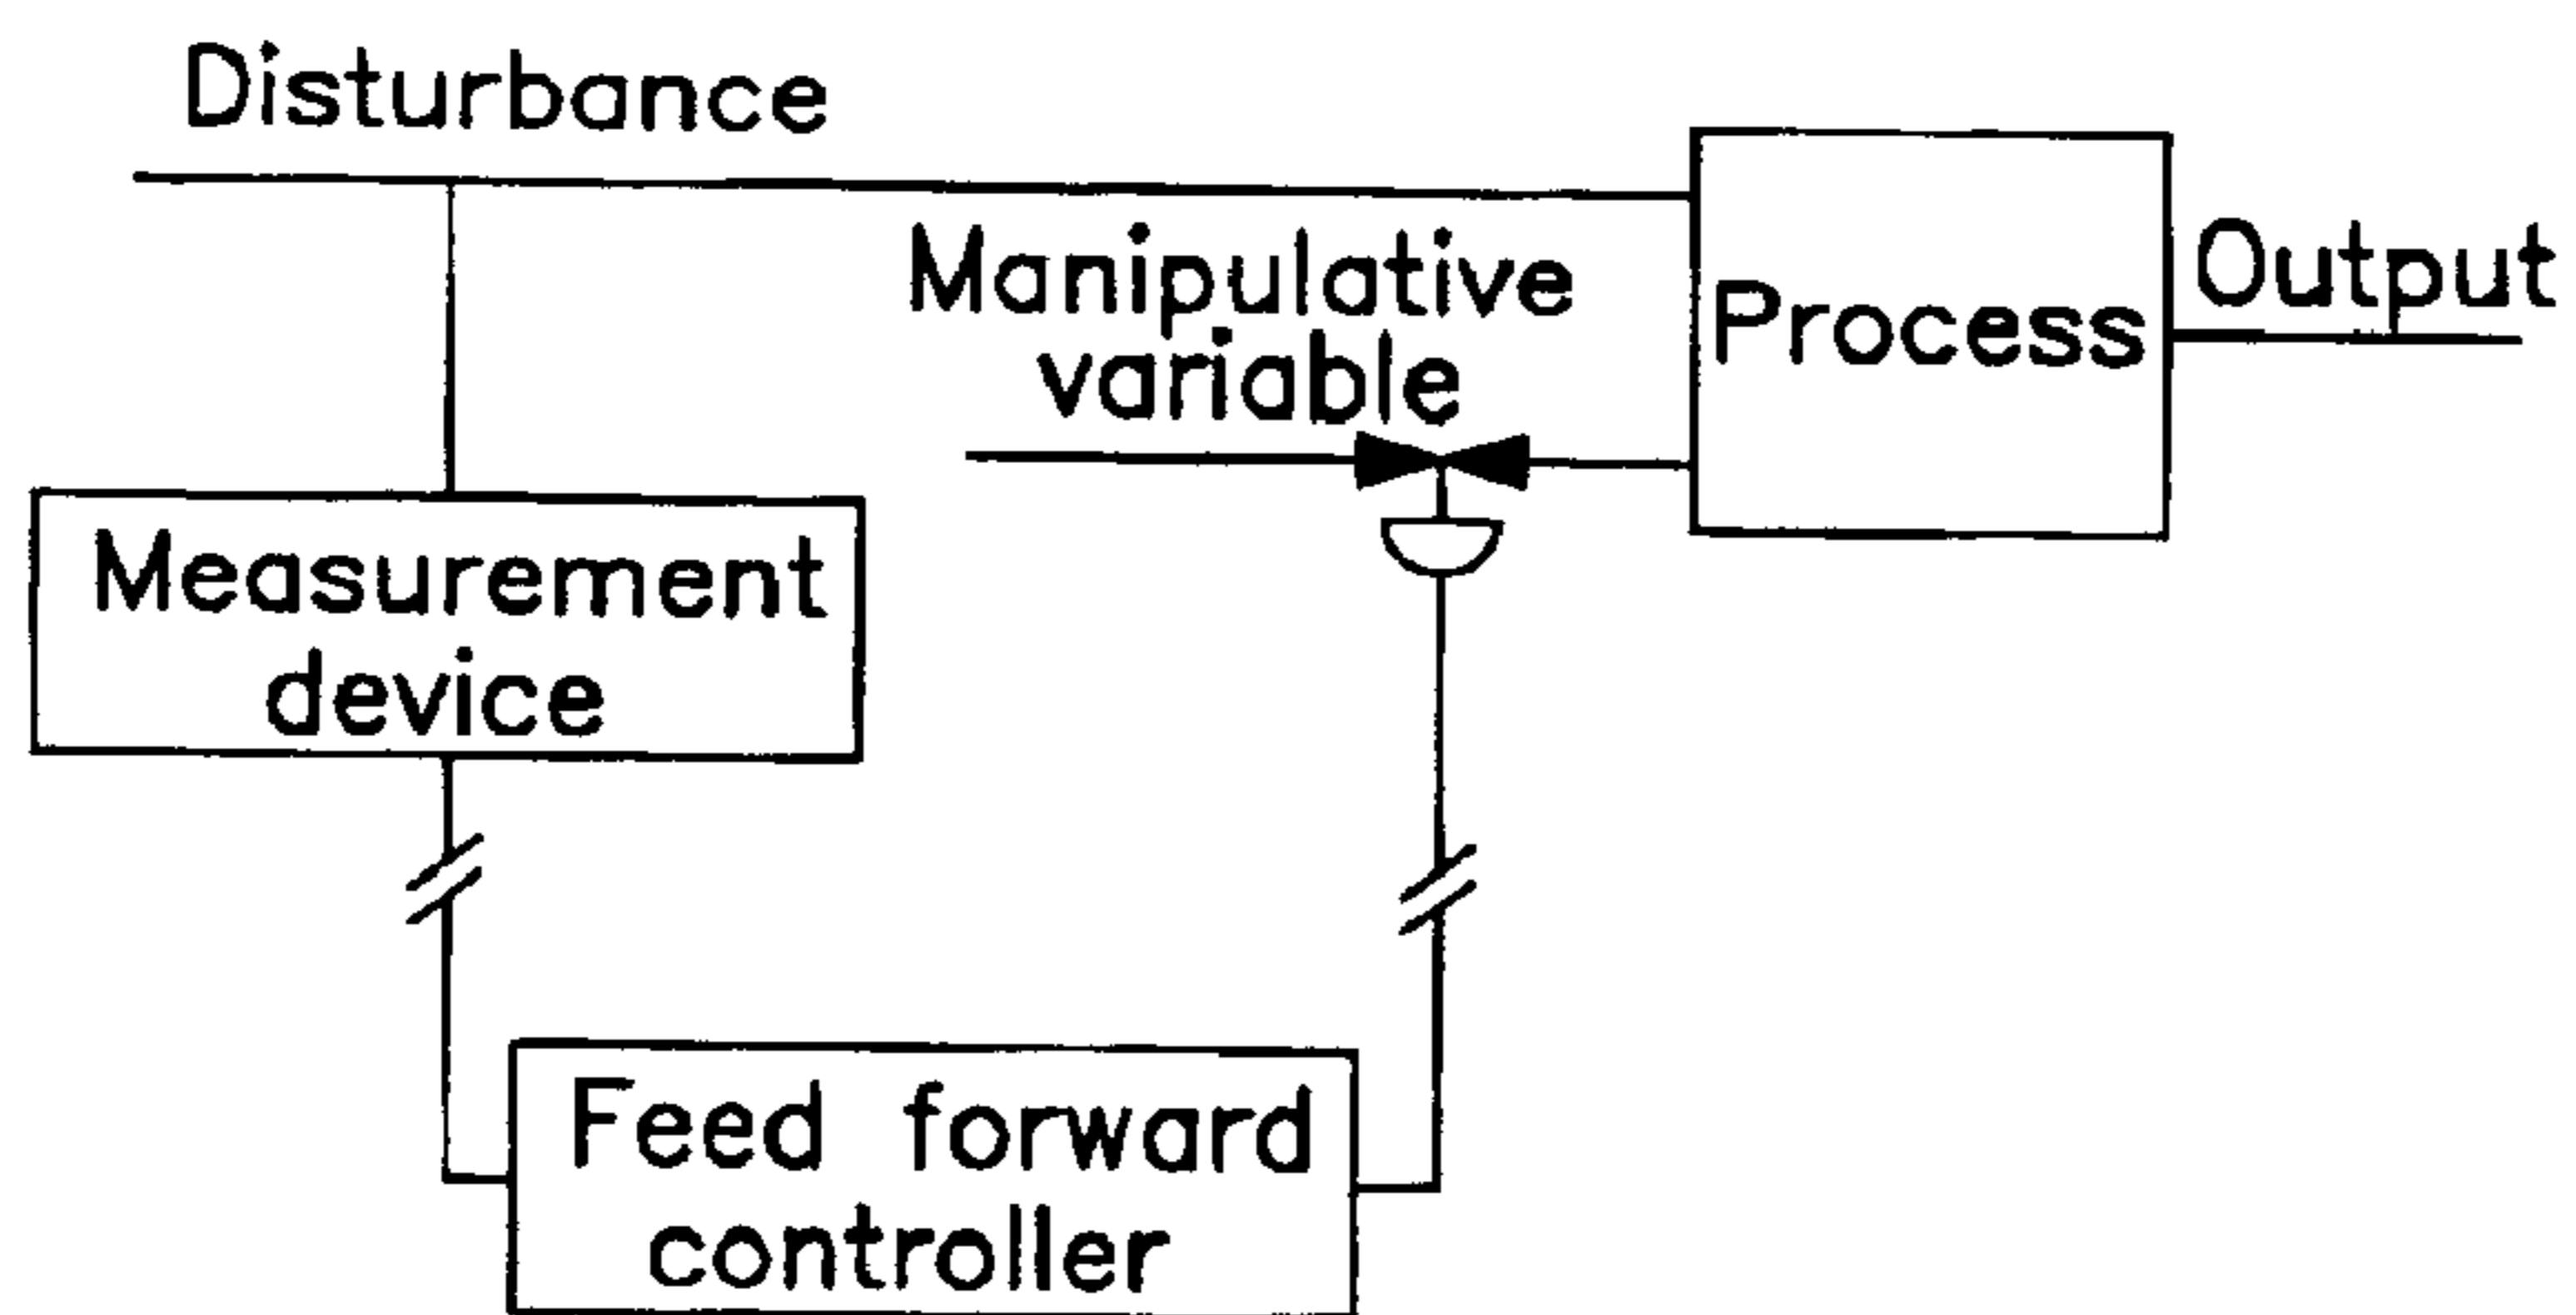 Disturbance
Manipulative
variable
Process
Output
Measurement
device
Feed forward
controller